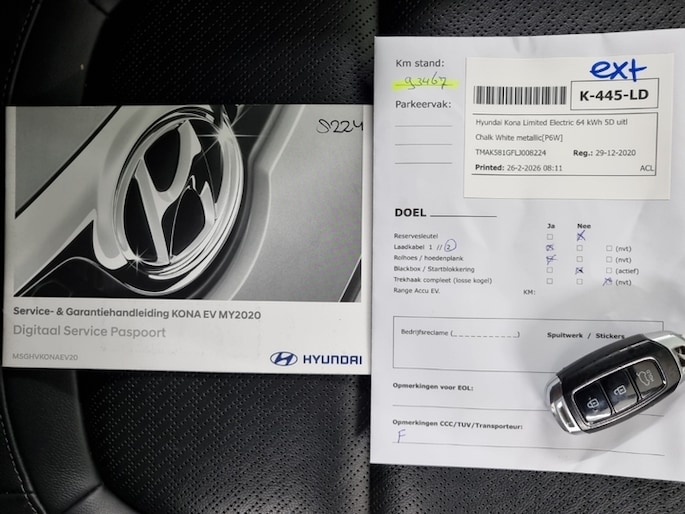 8224
Service- & Garantiehandleiding KONA EV MY2020
Digitaal Service Paspoort
MSGHVKONAEV20
HYUNDAI
Km stand:
93467
Parkeervak:
ext
K-445-LD
Hyundai Kona Limited Electric 64 kWh 5D uitl
Chalk White metallic[P6W]
TMAK581GFLJ008224 Reg.: 29-12-2020
Printed: 26-2-2026 08:11 ACL
DOEL
Ja Nee
Reservesleutel
Laadkabel 1 // 2 (nvt)
Rolhoes / hoedenplank (nvt)
Blackbox / Startblokkering (actief)
Trekhaak compleet (losse kogel) (nvt)
Range Accu EV. KM:
Bedrijfsreclame (_ _ _ _ _ _ _ _ _ _ _) Spuitwerk / Stickers
Opmerkingen voor EOL:
Opmerkingen CCC/TUV/Transporteur:
F